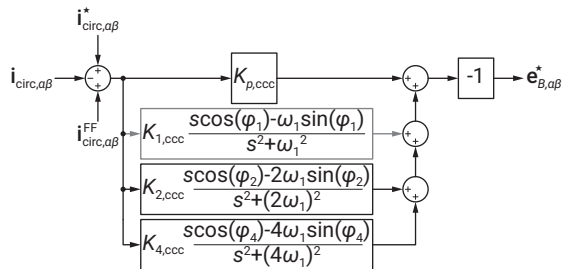 i⋆circ,αβ
icirc,αβ
+
-
+
iFFcirc,αβ
Kp,ccc
++
-1
e⋆B,αβ
K1,ccc scos(φ1)-ω1sin(φ1)
s²+ω1²
++
K2,ccc scos(φ2)-2ω1sin(φ2)
s²+(2ω1)²
++
K4,ccc scos(φ4)-4ω1sin(φ4)
s²+(4ω1)²